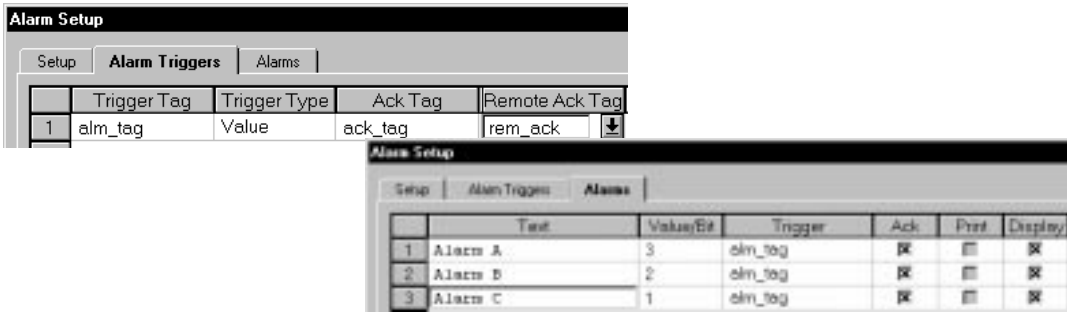 Alarm Setup
Setup Alarm Triggers Alarms
Trigger Tag Trigger Type Ack Tag Remote Ack Tag
1 alm_tag Value ack_tag rem_ack
Alarm Setup
Setup Alarm Triggers Alarms
Text Value/Bit Trigger Ack Print Display
1 Alarm A 3 alm_tag
2 Alarm B 2 alm_tag
3 Alarm C 1 alm_tag